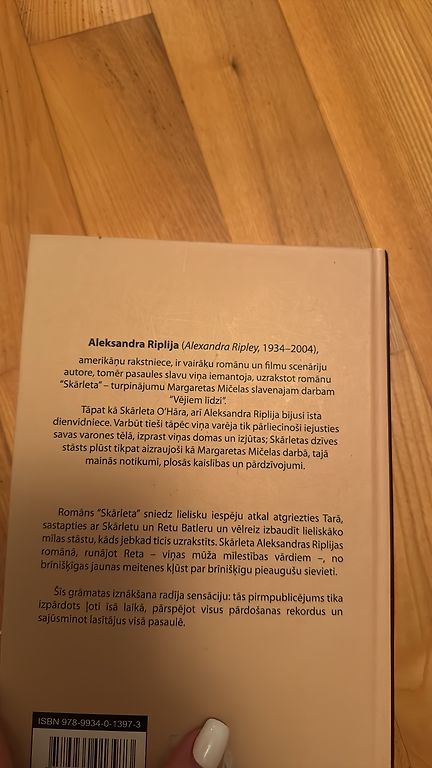 Aleksandra Riplija (Alexandra Ripley, 1934–2004),
amerikāņu rakstniece, ir vairāku romānu un filmu scenāriju
autore, tomēr pasaules slavu viņa iemantoja, uzrakstot romānu
“Skārleta” – turpinājumu Margaretas Mičelas slavenajam darbam
“Vējiem līdzi”.
Tāpat kā Skārleta O’Hāra, arī Aleksandra Riplija bijusi īsta
dienvidniece. Varbūt tieši tāpēc viņa varēja tik pārliecinoši iejusties
savas varones tēlā, izprast viņas domas un izjūtas; Skārletas dzīves
stāsts plūst tikpat aizraujoši kā Margaretas Mičelas darbā, tajā
mainās notikumi, plosās kaislības un pārdzīvojumi.
Romāns “Skārleta” sniedz lielisku iespēju atkal atgriezties Tarā,
sastapties ar Skārletu un Retu Batleru un vēlreiz izbaudīt lieliskāko
mīlas stāstu, kāds jebkad ticis uzrakstīts. Skārleta Aleksandras Riplijas
romānā, runājot Reta – viņas mūža mīlestības vārdiem –, no
brīnišķīgas jaunas meitenes kļūst par brīnišķīgu pieaugušu sievieti.
Šīs grāmatas iznākšana radīja sensāciju: tās pirmpublicējums tika
izpārdots ļoti īsā laikā, pārspējot visus pārdošanas rekordus un
sajūsminot lasītājus visā pasaulē.
ISBN 978-9934-0-1397-3